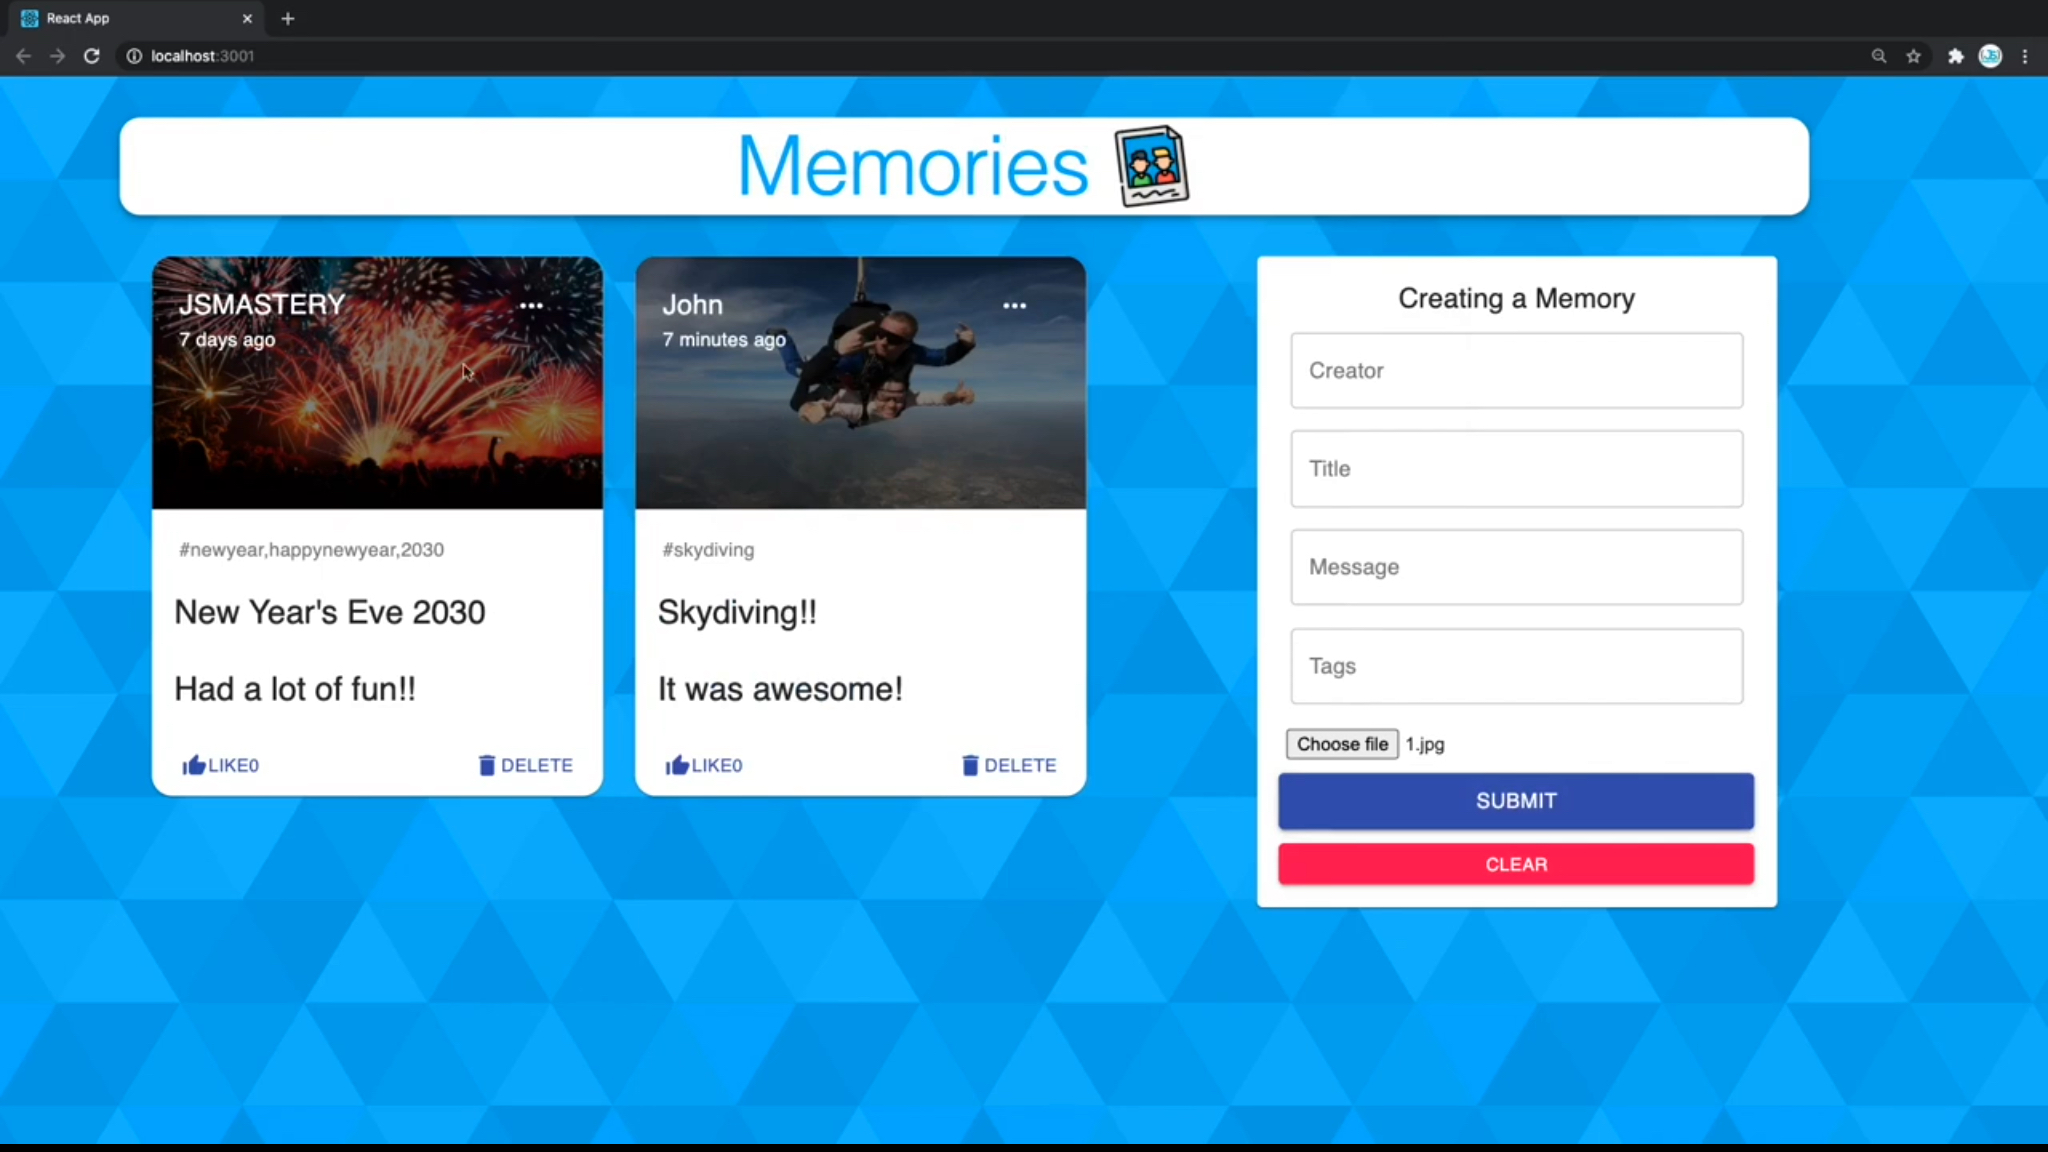 React App
localhost:3001
Memories
JSMASTERY
7 days ago
#newyear,happynewyear,2030
New Year's Eve 2030
Had a lot of fun!!
LIKE0
DELETE
John
7 minutes ago
#skydiving
Skydiving!!
It was awesome!
LIKE0
DELETE
Creating a Memory
Creator
Title
Message
Tags
Choose file 1.jpg
SUBMIT
CLEAR